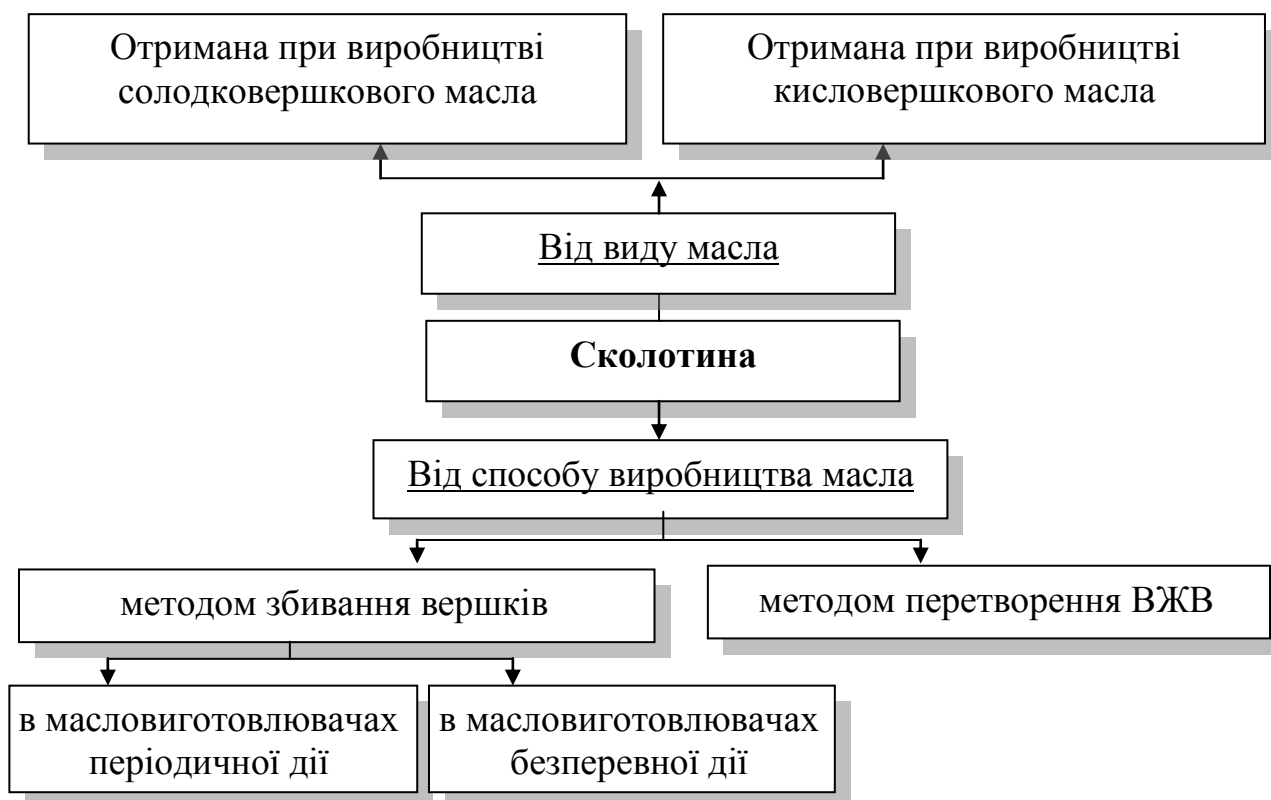 Отримана при виробництві
солодковершкового масла
Отримана при виробництві
кисловершкового масла
Від виду масла
Сколотина
Від способу виробництва масла
методом збивання вершків
методом перетворення ВЖВ
в масловиготовлювачах
періодичної дії
в масловиготовлювачах
безперевної дії